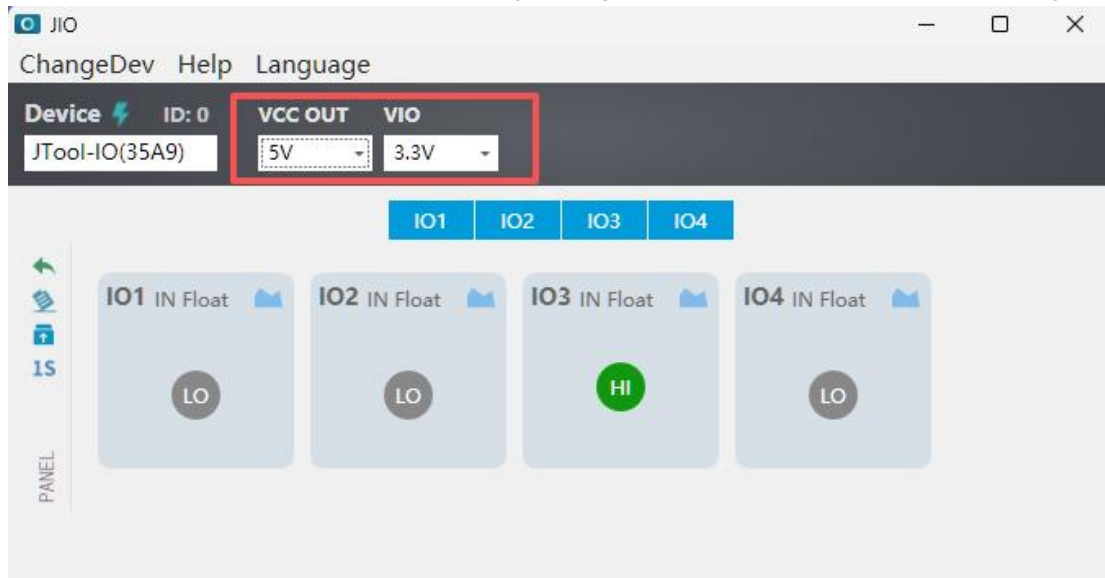 JIO
ChangeDev Help Language
Device ID: 0 VCC OUT VIO
JTool-IO(35A9) 5V 3.3V
IO1 IO2 IO3 IO4
IO1 IN Float IO2 IN Float IO3 IN Float IO4 IN Float
1S
LO LO HI LO
PANEL